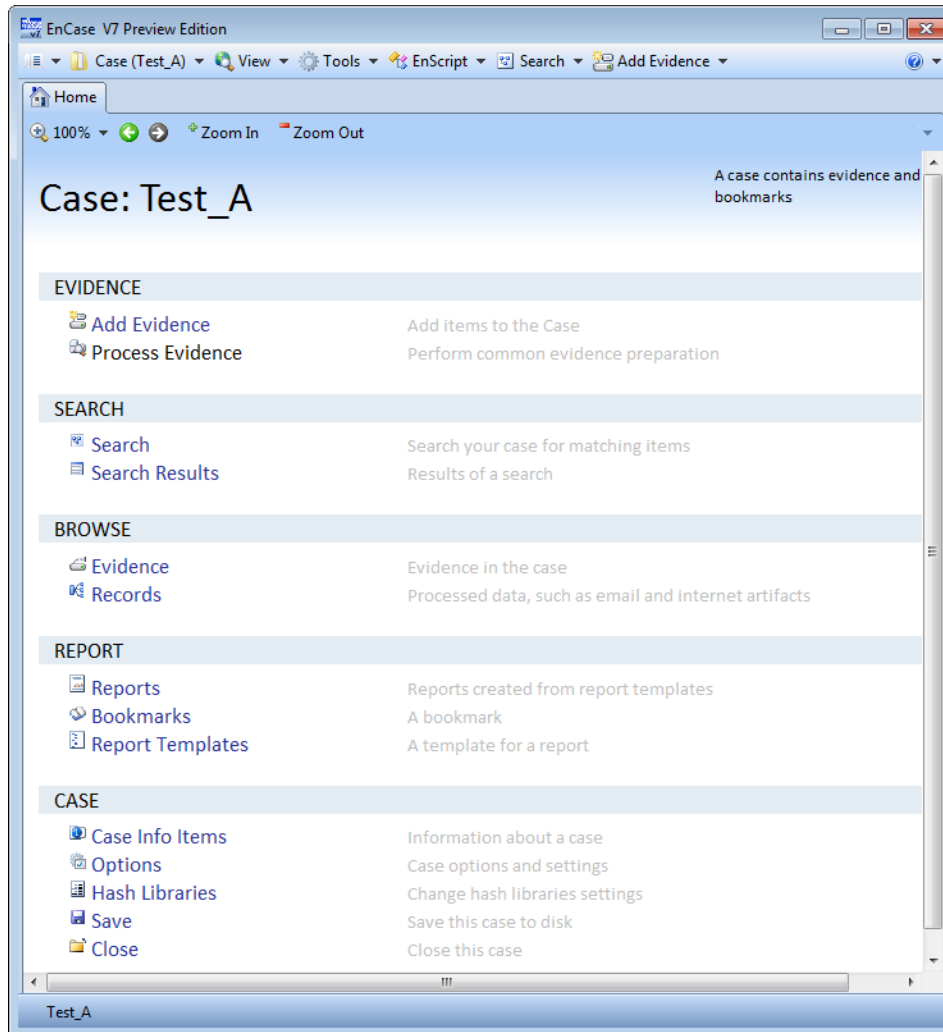 EnCase V7 Preview Edition
Case (Test_A) View Tools EnScript Search Add Evidence
Home
100% Zoom In Zoom Out
Case: Test_A
A case contains evidence and
bookmarks
EVIDENCE
Add Evidence Add items to the Case
Process Evidence Perform common evidence preparation
SEARCH
Search Search your case for matching items
Search Results Results of a search
BROWSE
Evidence Evidence in the case
Records Processed data, such as email and internet artifacts
REPORT
Reports Reports created from report templates
Bookmarks A bookmark
Report Templates A template for a report
CASE
Case Info Items Information about a case
Options Case options and settings
Hash Libraries Change hash libraries settings
Save Save this case to disk
Close Close this case
Test_A